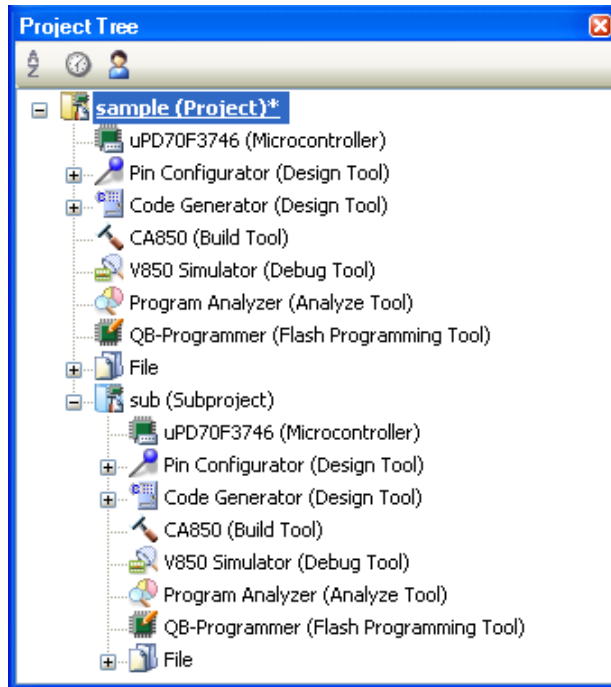 Project Tree
sample (Project)*
uPD70F3746 (Microcontroller)
Pin Configurator (Design Tool)
Code Generator (Design Tool)
CA850 (Build Tool)
V850 Simulator (Debug Tool)
Program Analyzer (Analyze Tool)
QB-Programmer (Flash Programming Tool)
File
sub (Subproject)
uPD70F3746 (Microcontroller)
Pin Configurator (Design Tool)
Code Generator (Design Tool)
CA850 (Build Tool)
V850 Simulator (Debug Tool)
Program Analyzer (Analyze Tool)
QB-Programmer (Flash Programming Tool)
File